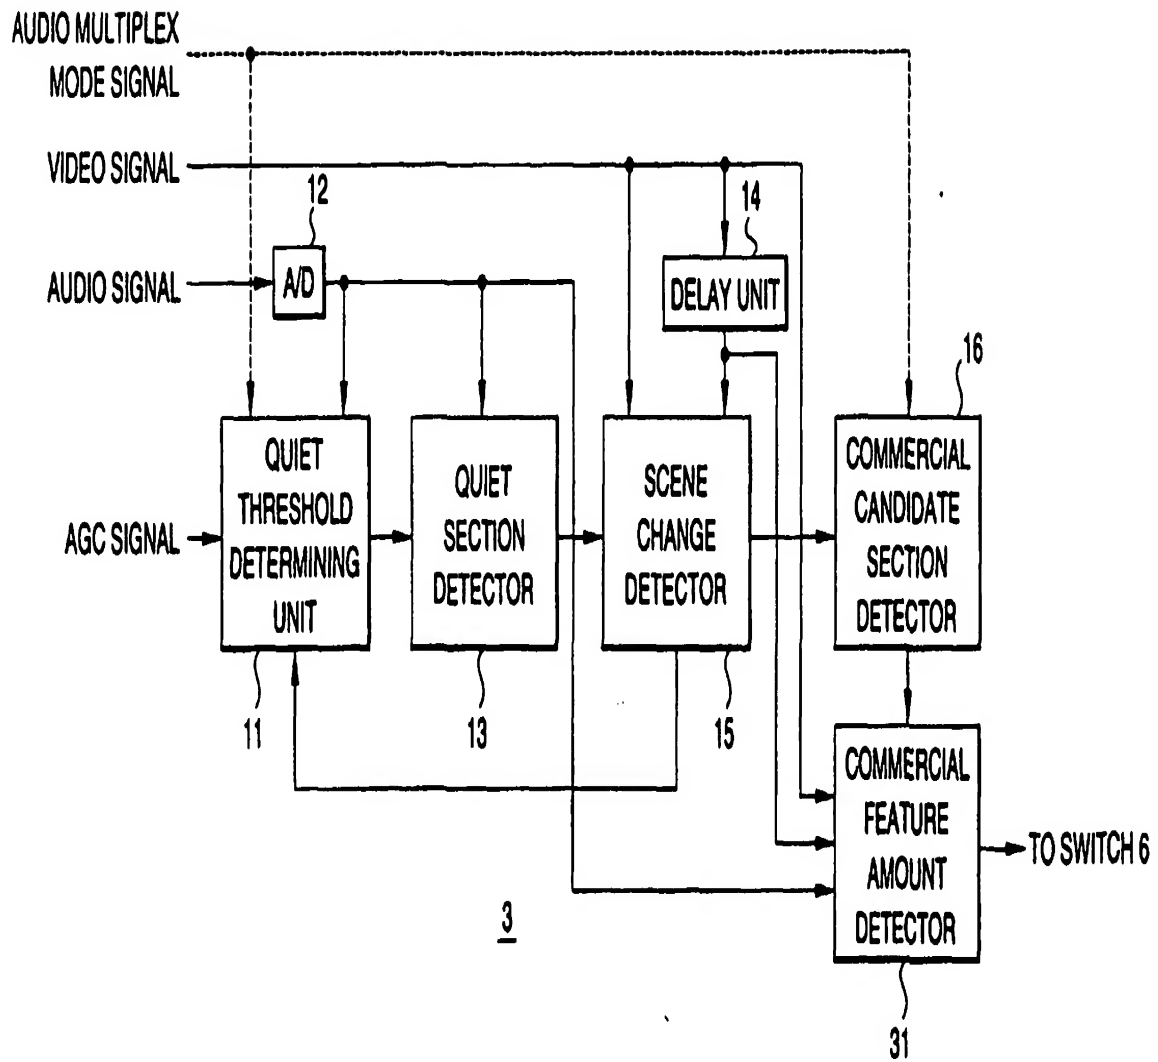 AUDIO MULTIPLEX
MODE SIGNAL
VIDEO SIGNAL
12
14
AUDIO SIGNAL
A/D
DELAY UNIT
16
AGC SIGNAL
QUIET
THRESHOLD
DETERMINING
UNIT
QUIET
SECTION
DETECTOR
SCENE
CHANGE
DETECTOR
COMMERCIAL
CANDIDATE
SECTION
DETECTOR
11
13
15
COMMERCIAL
FEATURE
AMOUNT
DETECTOR
TO SWITCH 6
3
31